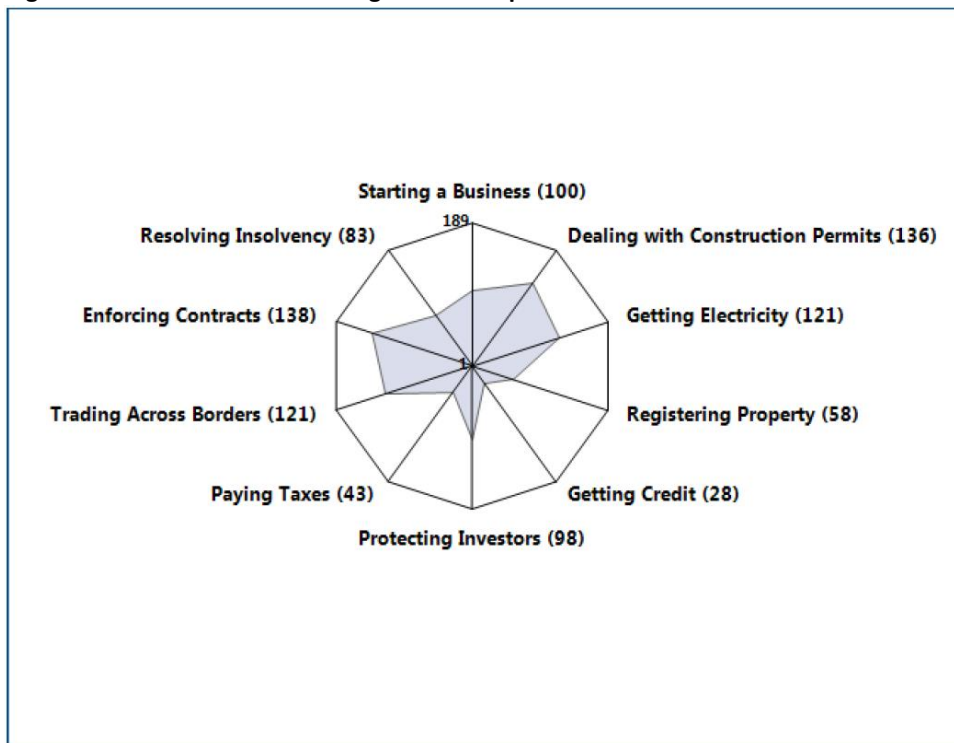 Starting a Business (100)
189
Resolving Insolvency (83)
Dealing with Construction Permits (136)
Enforcing Contracts (138)
Getting Electricity (121)
1
Trading Across Borders (121)
Registering Property (58)
Paying Taxes (43)
Getting Credit (28)
Protecting Investors (98)